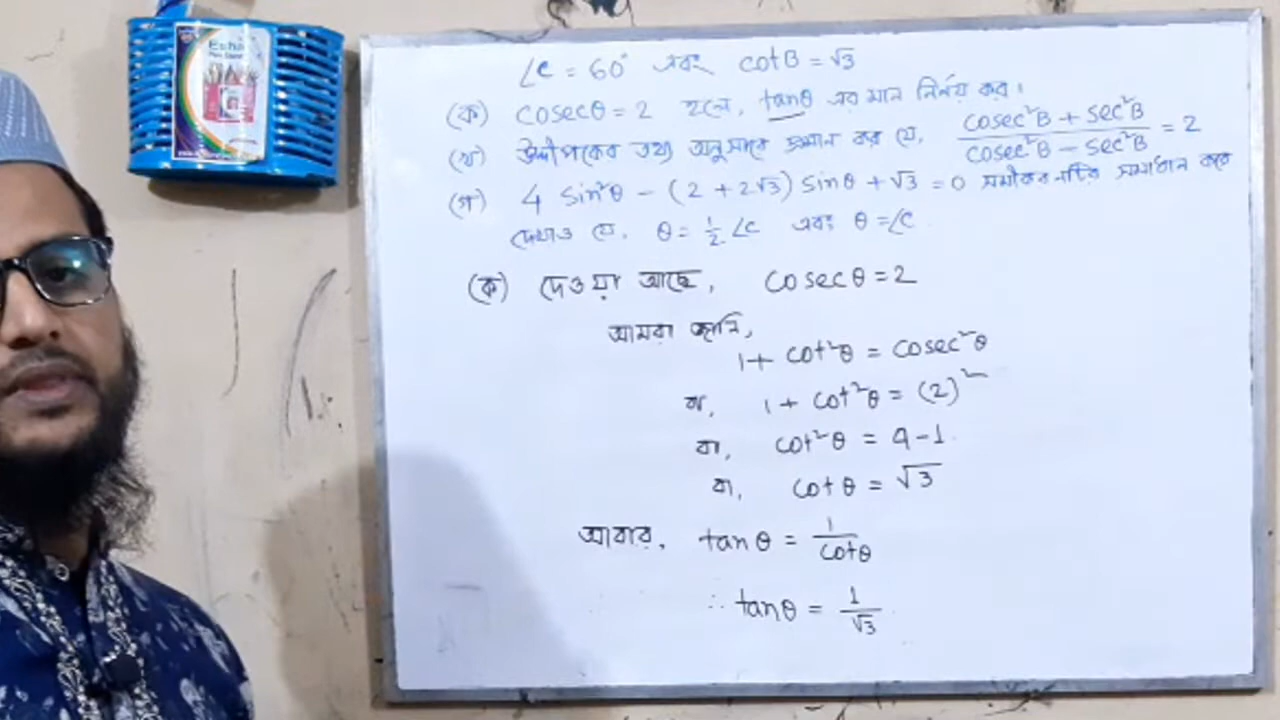 Esha
∠C = 60° এবং cotB = √3
(ক) cosecθ = 2 হলে, tanθ এর মান নির্ণয় কর।
(খ) উদ্দীপকের তথ্য অনুসারে প্রমাণ কর যে, (cosec²B + sec²B)/(cosec²B − sec²B) = 2
(গ) 4 sin²θ − (2 + 2√3) sinθ + √3 = 0 সমীকরণটির সমাধান করে
দেখাও যে, θ = 1/2 ∠C এবং θ = ∠C
(ক) দেওয়া আছে, cosecθ = 2
আমরা জানি,
1 + cot²θ = cosec²θ
বা, 1 + cot²θ = (2)²
বা, cot²θ = 4 − 1
বা, cotθ = √3
আবার, tanθ = 1/cotθ
∴ tanθ = 1/√3